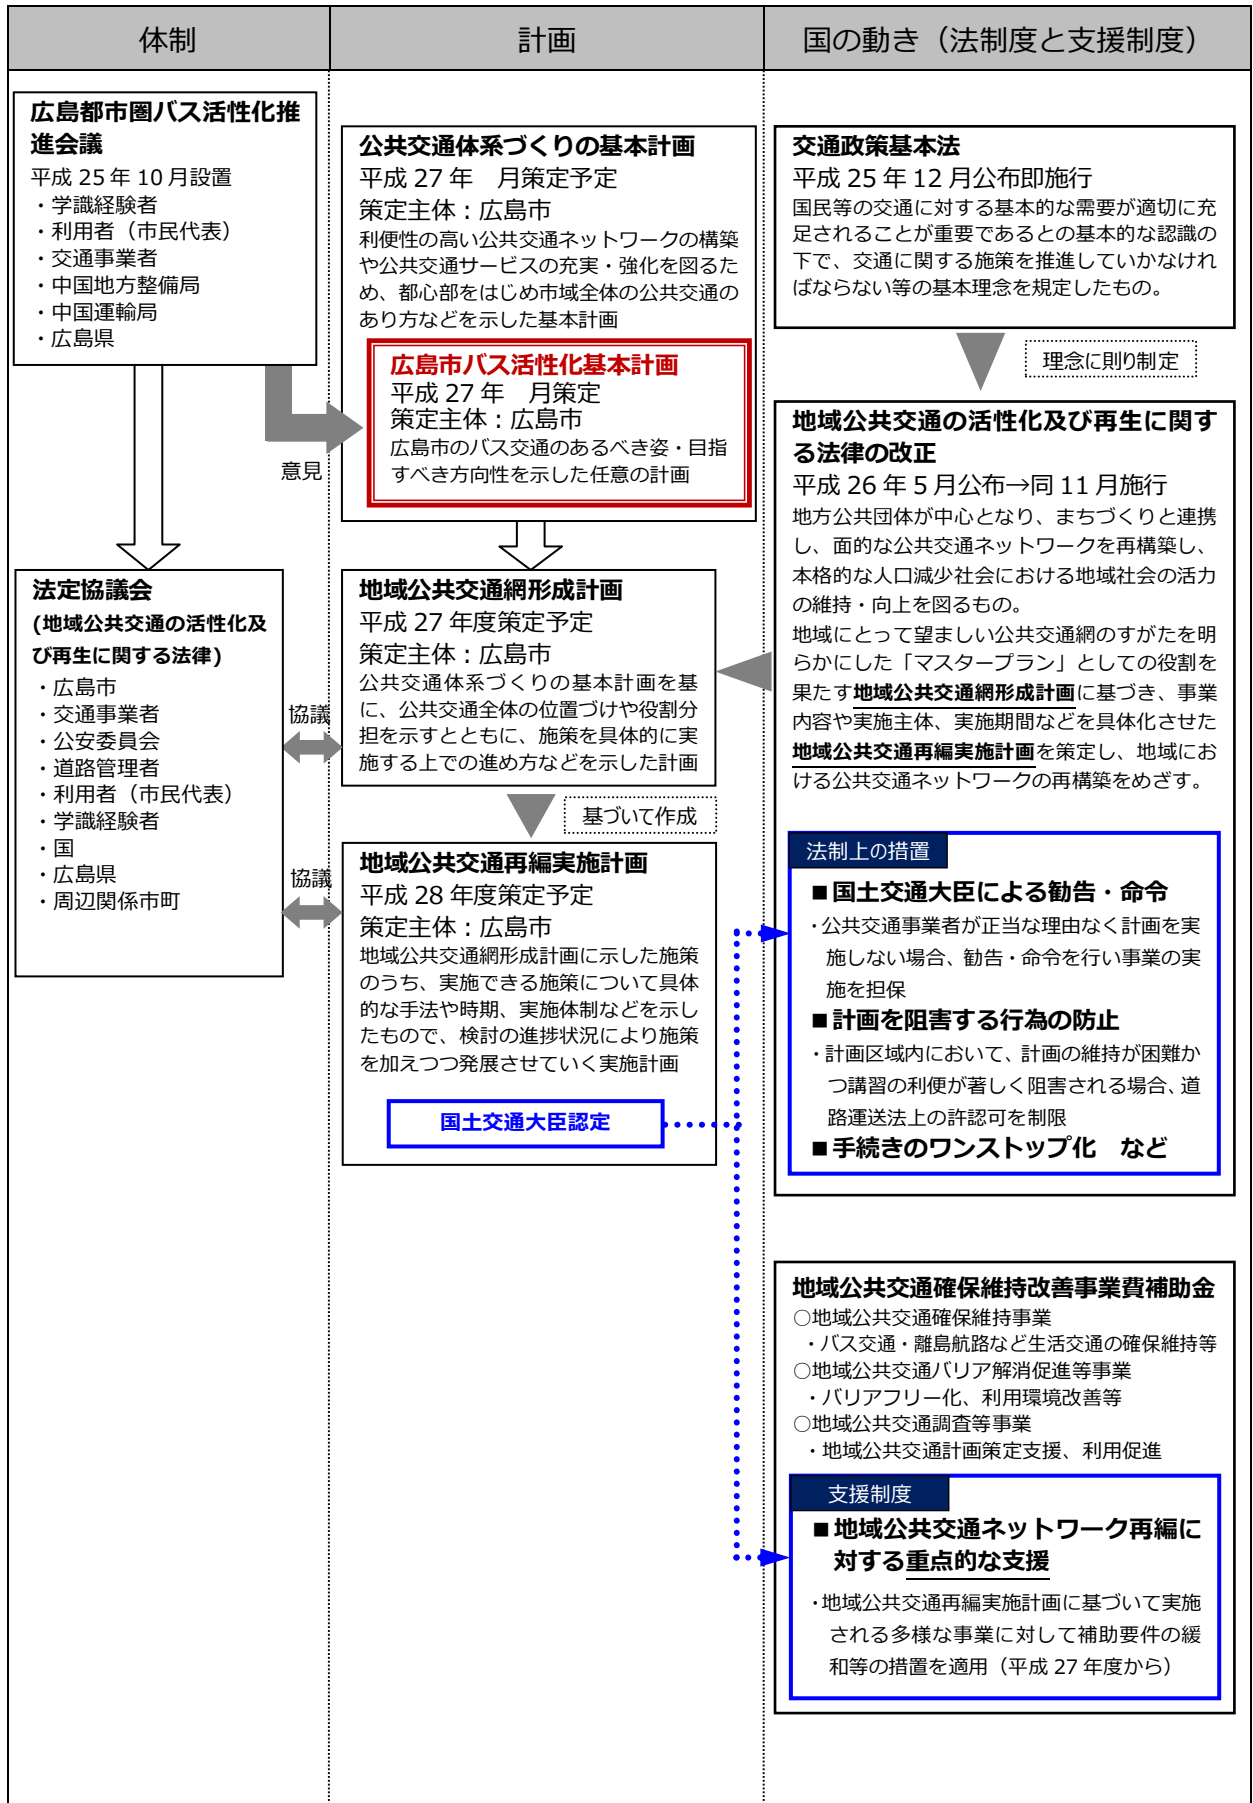 体制
計画
国の動き（法制度と支援制度）
広島都市圏バス活性化推
進会議
平成 25 年 10 月設置
・学識経験者
・利用者（市民代表）
・交通事業者
・中国地方整備局
・中国運輸局
・広島県
意見
法定協議会
(地域公共交通の活性化及
び再生に関する法律)
・広島市
・交通事業者
・公安委員会
・道路管理者
・利用者（市民代表）
・学識経験者
・国
・広島県
・周辺関係市町
協議
協議
公共交通体系づくりの基本計画
平成 27 年　月策定予定
策定主体：広島市
利便性の高い公共交通ネットワークの構築
や公共交通サービスの充実・強化を図るた
め、都心部をはじめ市域全体の公共交通の
あり方などを示した基本計画
広島市バス活性化基本計画
平成 27 年　月策定
策定主体：広島市
広島市のバス交通のあるべき姿・目指
すべき方向性を示した任意の計画
地域公共交通網形成計画
平成 27 年度策定予定
策定主体：広島市
公共交通体系づくりの基本計画を基
に、公共交通全体の位置づけや役割分
担を示すとともに、施策を具体的に実
施する上での進め方などを示した計画
基づいて作成
地域公共交通再編実施計画
平成 28 年度策定予定
策定主体：広島市
地域公共交通網形成計画に示した施策
のうち、実施できる施策について具体
的な手法や時期、実施体制などを示し
たもので、検討の進捗状況により施策
を加えつつ発展させていく実施計画
国土交通大臣認定
交通政策基本法
平成 25 年 12 月公布即施行
国民等の交通に対する基本的な需要が適切に充
足されることが重要であるとの基本的な認識の
下で、交通に関する施策を推進していかなけれ
ばならない等の基本理念を規定したもの。
理念に則り制定
地域公共交通の活性化及び再生に関す
る法律の改正
平成 26 年 5 月公布→同 11 月施行
地方公共団体が中心となり、まちづくりと連携
し、面的な公共交通ネットワークを再構築し、
本格的な人口減少社会における地域社会の活力
の維持・向上を図るもの。
地域にとって望ましい公共交通網のすがたを明
らかにした「マスタープラン」としての役割を
果たす地域公共交通網形成計画に基づき、事業
内容や実施主体、実施期間などを具体化させた
地域公共交通再編実施計画を策定し、地域にお
ける公共交通ネットワークの再構築をめざす。
法制上の措置
■国土交通大臣による勧告・命令
・公共交通事業者が正当な理由なく計画を実
施しない場合、勧告・命令を行い事業の実
施を担保
■計画を阻害する行為の防止
・計画区域内において、計画の維持が困難か
つ講習の利便が著しく阻害される場合、道
路運送法上の許認可を制限
■手続きのワンストップ化　など
地域公共交通確保維持改善事業費補助金
○地域公共交通確保維持事業
・バス交通・離島航路など生活交通の確保維持等
○地域公共交通バリア解消促進等事業
・バリアフリー化、利用環境改善等
○地域公共交通調査等事業
・地域公共交通計画策定支援、利用促進
支援制度
■地域公共交通ネットワーク再編に
対する重点的な支援
・地域公共交通再編実施計画に基づいて実施
される多様な事業に対して補助要件の緩
和等の措置を適用（平成 27 年度から）